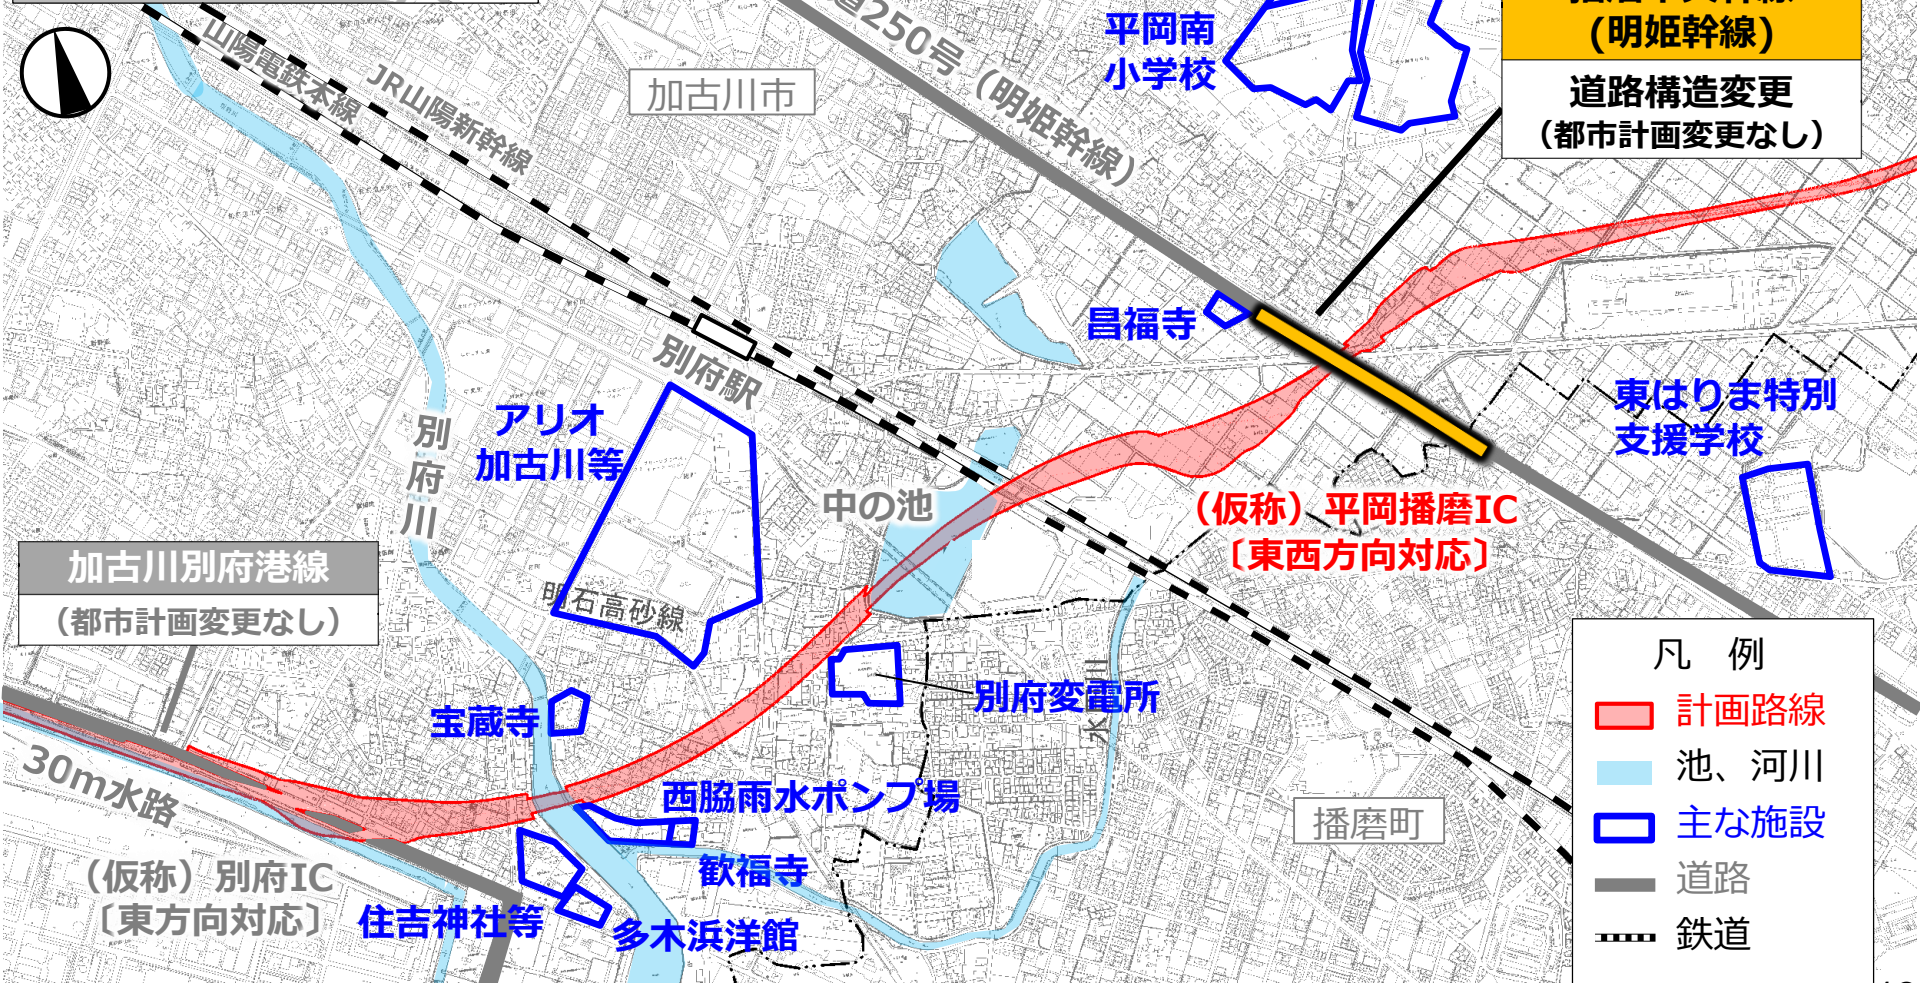 (明姫幹線)
道路構造変更
（都市計画変更なし）
平岡南
小学校
250号（明姫幹線）
加古川市
山陽電鉄本線
JR山陽新幹線
昌福寺
別府駅
東はりま特別
支援学校
アリオ
加古川等
別府川
中の池
（仮称）平岡播磨IC
〔東西方向対応〕
加古川別府港線
（都市計画変更なし）
明石高砂線
別府変電所
宝蔵寺
30m水路
西脇雨水ポンプ場
播磨町
歓福寺
（仮称）別府IC
〔東方向対応〕
住吉神社等
多木浜洋館
凡　例
計画路線
池、河川
主な施設
道路
鉄道